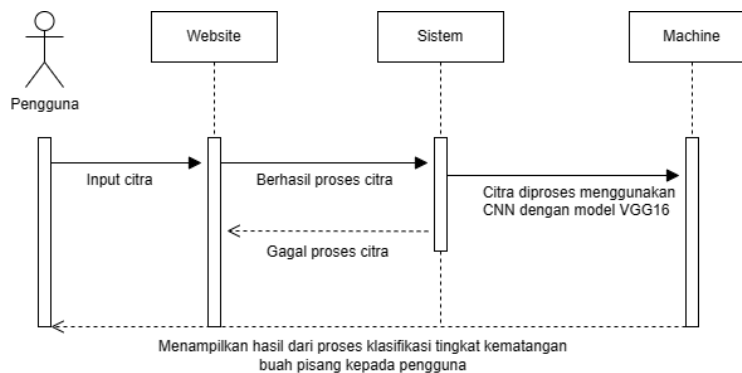 Website
Sistem
Machine
Pengguna
Input citra
Berhasil proses citra
Citra diproses menggunakan
CNN dengan model VGG16
Gagal proses citra
Menampilkan hasil dari proses klasifikasi tingkat kematangan
buah pisang kepada pengguna